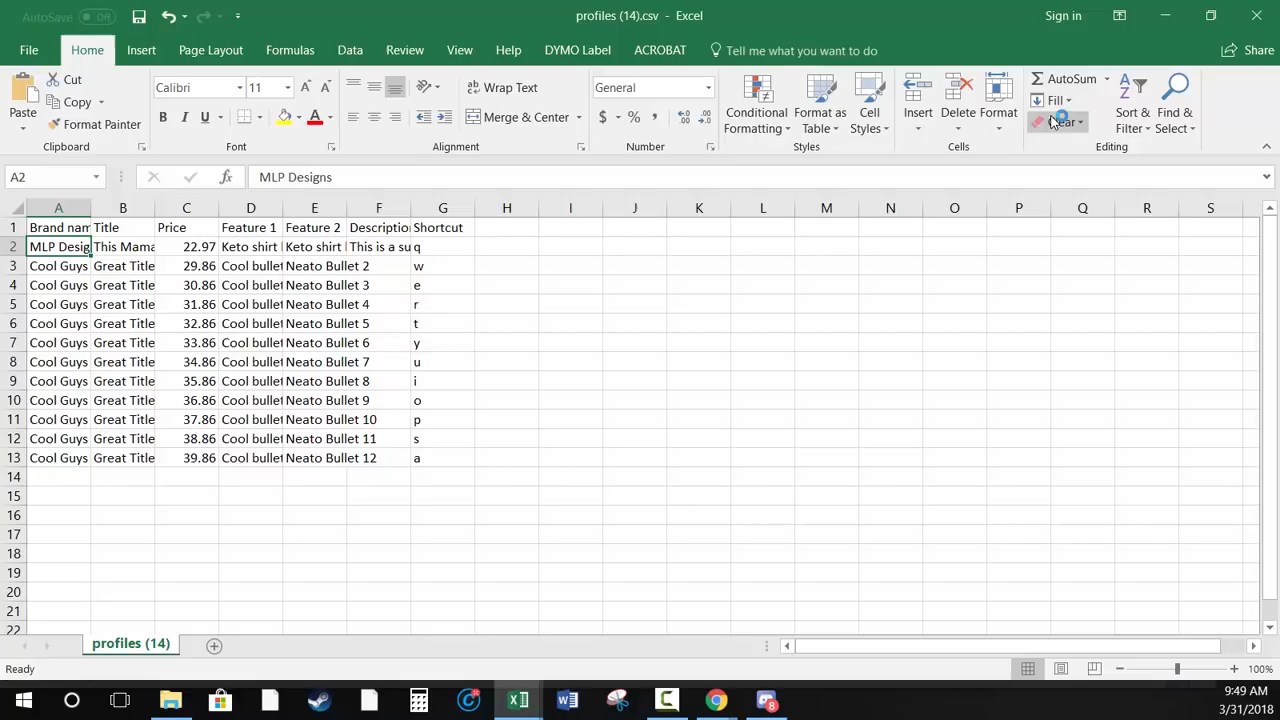 AutoSave Off profiles (14).csv - Excel Sign in
File Home Insert Page Layout Formulas Data Review View Help DYMO Label ACROBAT Tell me what you want to do Share
Paste Cut Copy Format Painter Clipboard
Calibri 11 B I U Font
Wrap Text Merge & Center Alignment
General $ % , Number
Conditional Formatting Format as Table Cell Styles Styles
Insert Delete Format Cells
AutoSum Fill Sort & Filter Find & Select Editing
A2 fx MLP Designs
A B C D E F G H I J K L M N O P Q R S
1 Brand nam Title Price Feature 1 Feature 2 Description Shortcut
2 MLP Desig This Mama 22.97 Keto shirt Keto shirt This is a su q
3 Cool Guys Great Title 29.86 Cool bullet Neato Bullet 2 w
4 Cool Guys Great Title 30.86 Cool bullet Neato Bullet 3 e
5 Cool Guys Great Title 31.86 Cool bullet Neato Bullet 4 r
6 Cool Guys Great Title 32.86 Cool bullet Neato Bullet 5 t
7 Cool Guys Great Title 33.86 Cool bullet Neato Bullet 6 y
8 Cool Guys Great Title 34.86 Cool bullet Neato Bullet 7 u
9 Cool Guys Great Title 35.86 Cool bullet Neato Bullet 8 i
10 Cool Guys Great Title 36.86 Cool bullet Neato Bullet 9 o
11 Cool Guys Great Title 37.86 Cool bullet Neato Bullet 10 p
12 Cool Guys Great Title 38.86 Cool bullet Neato Bullet 11 s
13 Cool Guys Great Title 39.86 Cool bullet Neato Bullet 12 a
14
15
16
17
18
19
20
21
22
profiles (14)
Ready 100%
9:49 AM
3/31/2018